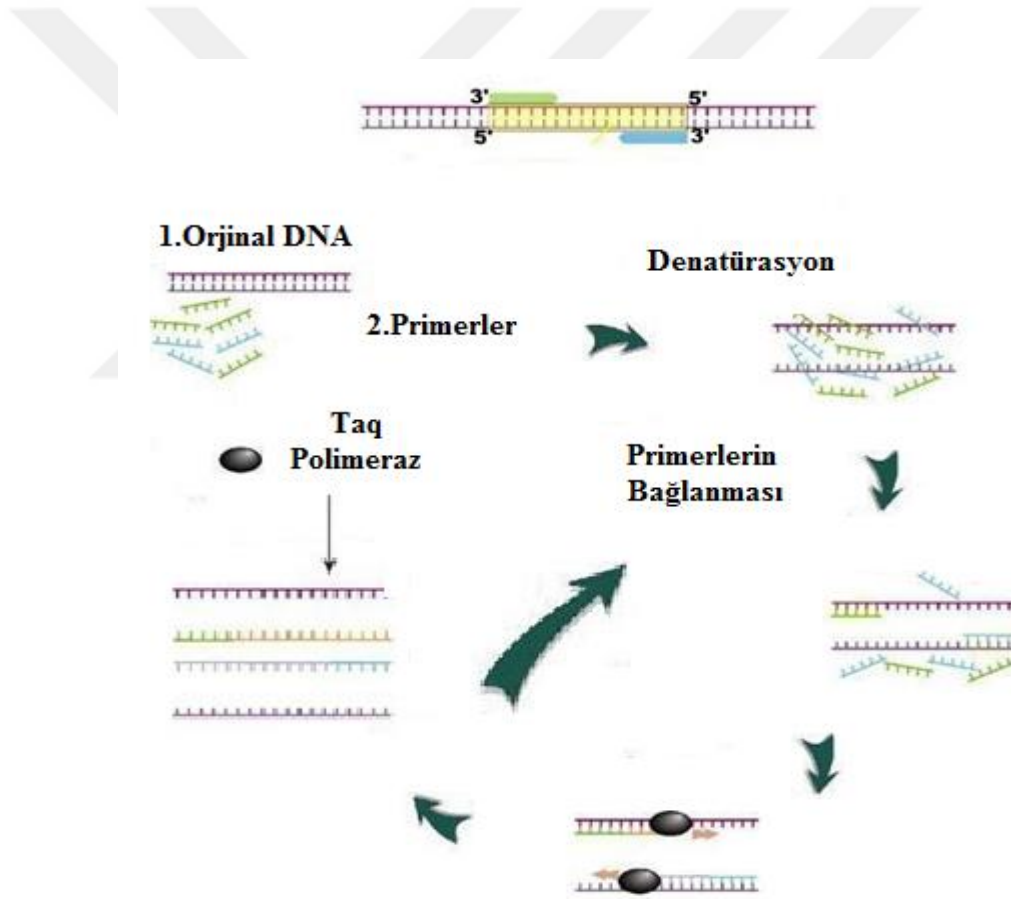 3' 5'
5' 3'
1.Orjinal DNA
Denatürasyon
2.Primerler
Taq
Polimeraz
Primerlerin
Bağlanması